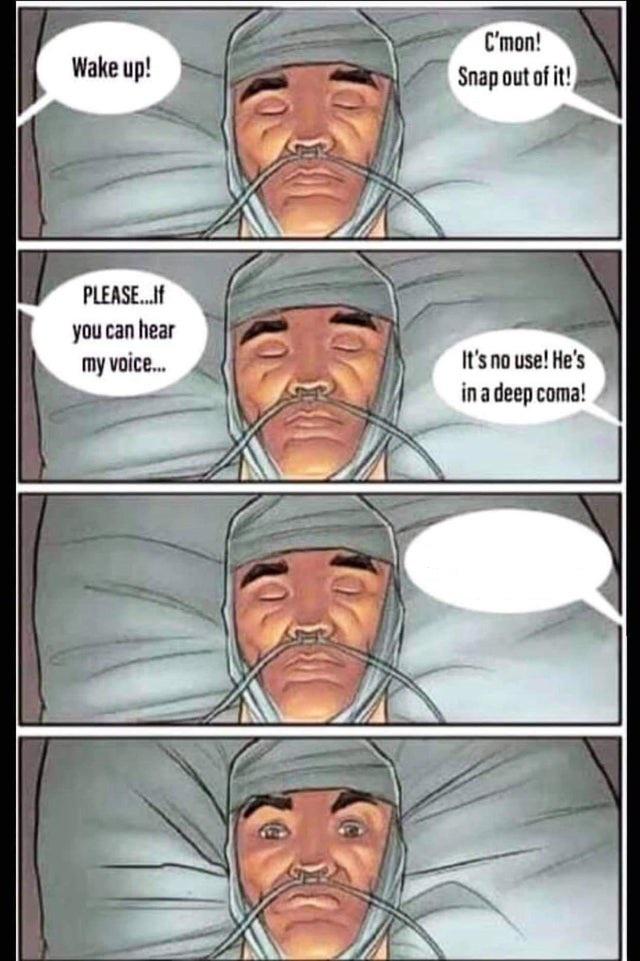 Wake up!
C'mon!
Snap out of it!
PLEASE...If
you can hear
my voice...
It's no use! He's
in a deep coma!